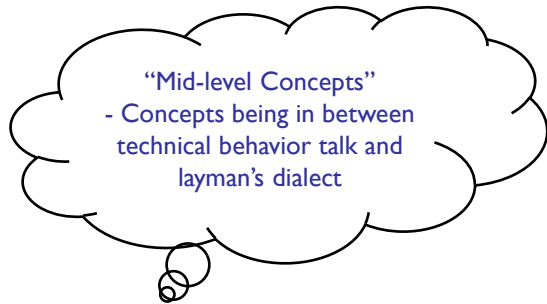 “Mid-level Concepts”
- Concepts being in between
technical behavior talk and
layman’s dialect